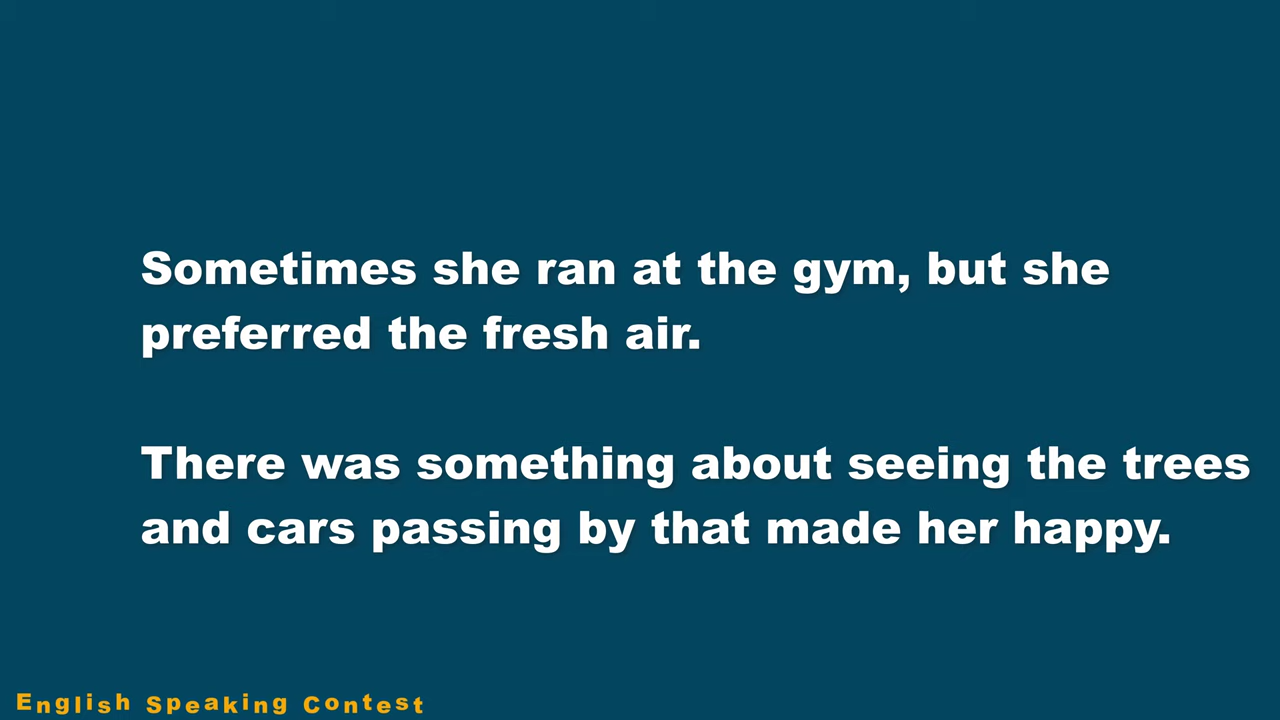 Sometimes she ran at the gym, but she
preferred the fresh air.
There was something about seeing the trees
and cars passing by that made her happy.
English Speaking Contest